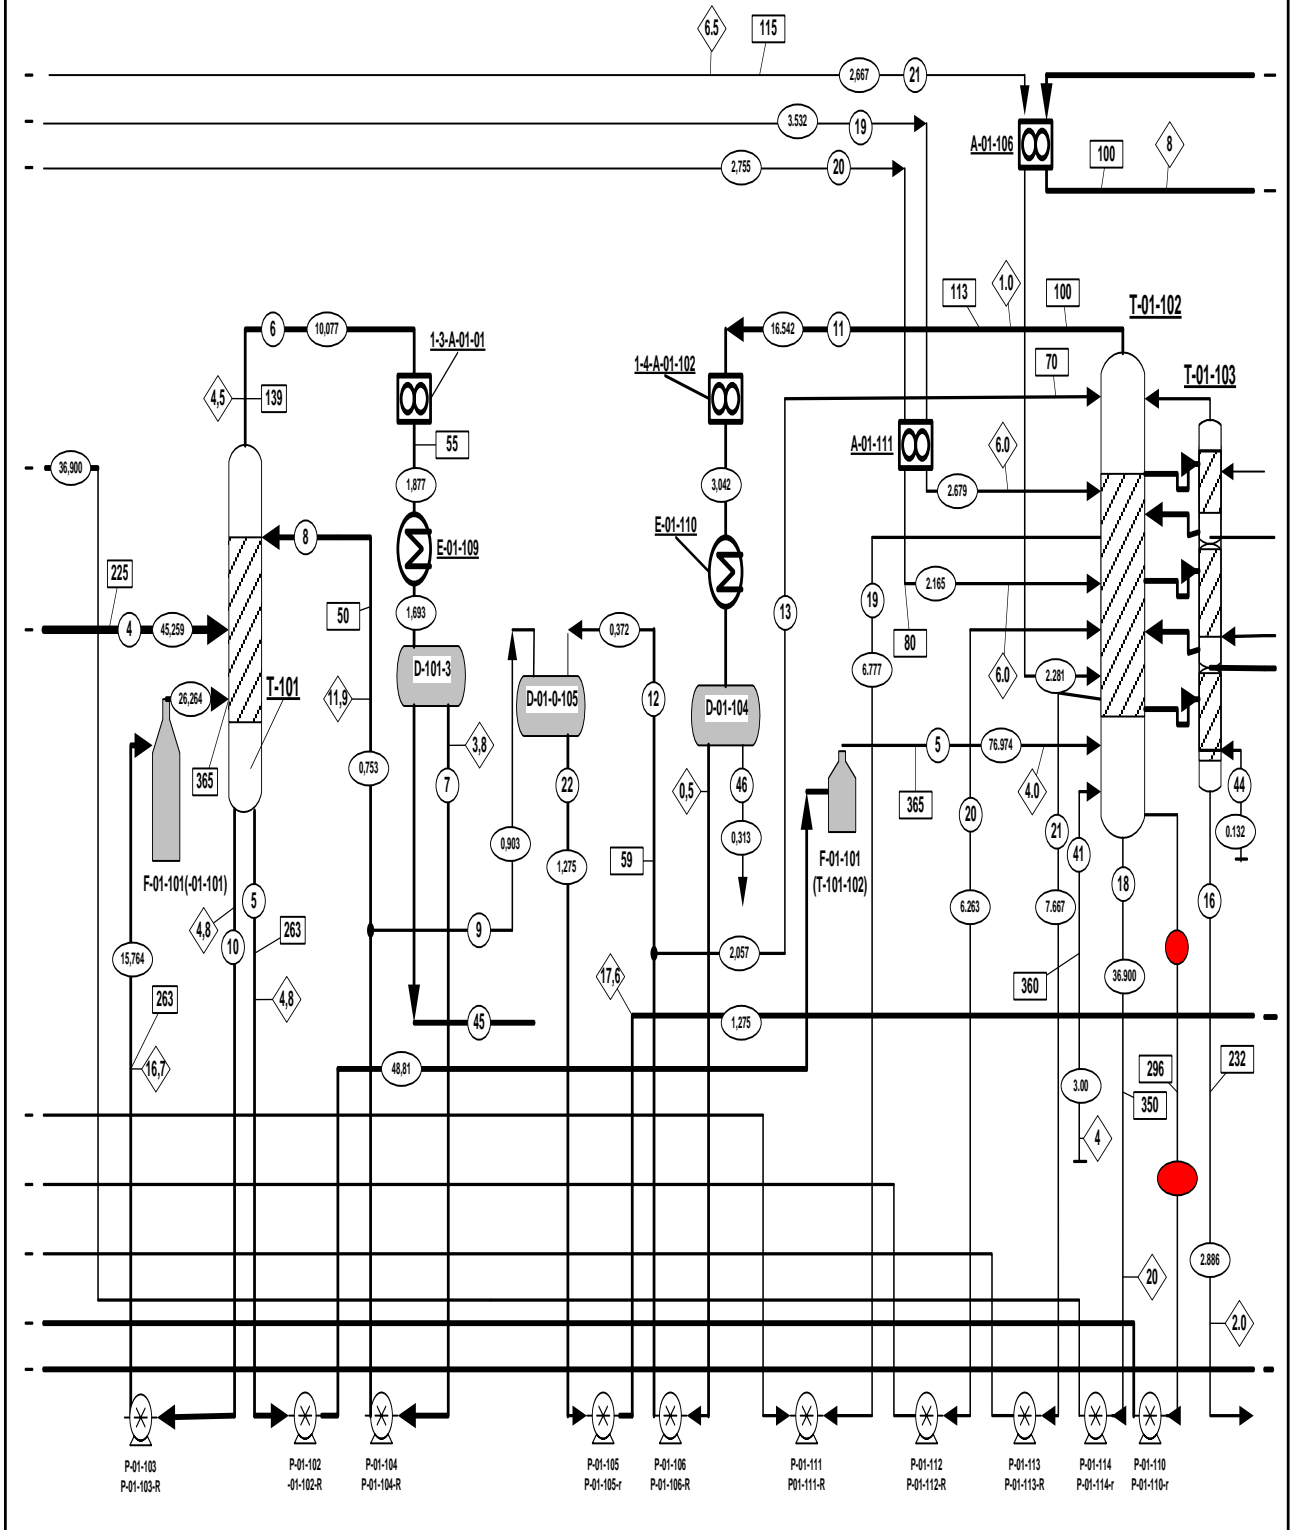 6.5
115
2,667
21
3.532
19
2,755
20
A-01-106
100
8
113
1.0
100
T-01-102
6
10,077
1-3-A-01-01
16.542
11
1-4-A-01-102
70
T-01-103
4,5
139
55
A-01-111
6.0
36,900
1,877
3,042
2.679
8
E-01-109
E-01-110
225
50
2.165
4
45,259
1,693
0,372
13
19
80
D-101-3
6.777
6.0
2.281
T-101
26,264
11,9
D-01-0-105
12
D-01-104
3,8
5
76.974
365
0,753
7
22
0,5
46
365
4.0
20
44
0,903
1,275
59
0,313
F-01-101
(T-101-102)
21
41
0.132
F-01-101(-01-101)
18
5
16
4,8
10
263
6.263
7.667
9
15,764
2,057
17,6
36.900
360
263
4,8
45
1,275
16,7
48,81
3.00
296
232
350
4
20
2.886
2.0
P-01-103
P-01-103-R
P-01-102
-01-102-R
P-01-104
P-01-104-R
P-01-105
P-01-105-r
P-01-106
P-01-106-R
P-01-111
P01-111-R
P-01-112
P-01-112-R
P-01-113
P-01-113-R
P-01-114
P-01-114-r
P-01-110
P-01-110-r